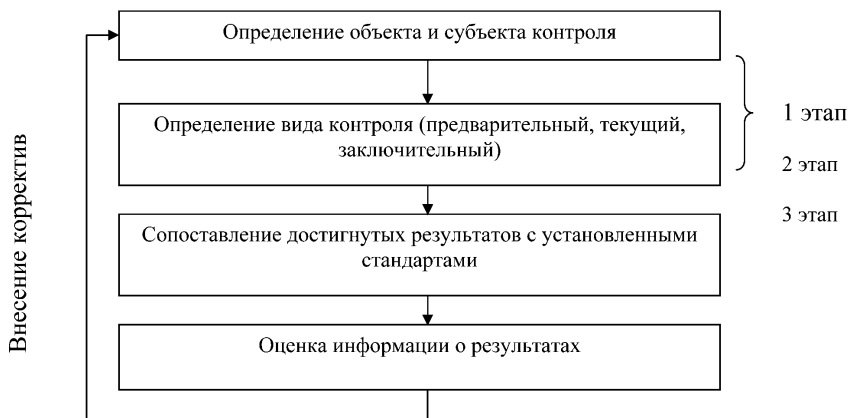 Определение объекта и субъекта контроля
Определение вида контроля (предварительный, текущий,
заключительный)
Сопоставление достигнутых результатов с установленными
стандартами
Оценка информации о результатах
1 этап
2 этап
3 этап
Внесение корректив